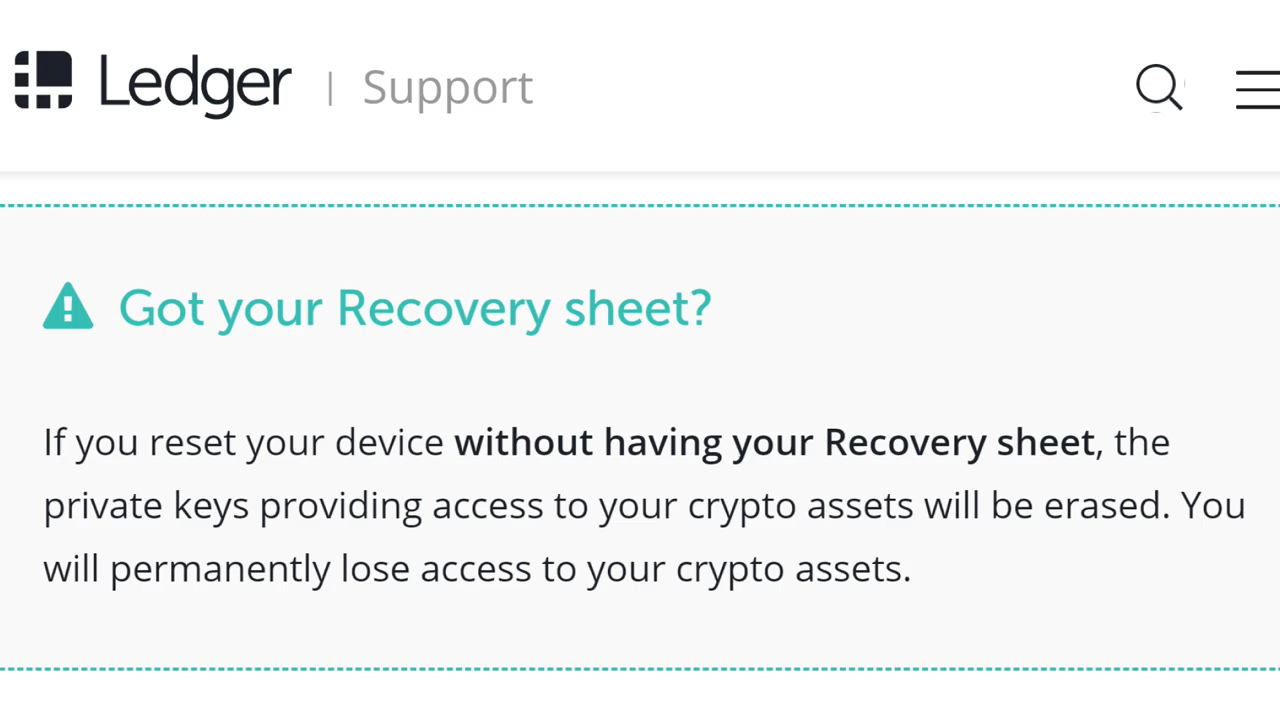 Ledger | Support
Got your Recovery sheet?
If you reset your device without having your Recovery sheet, the
private keys providing access to your crypto assets will be erased. You
will permanently lose access to your crypto assets.